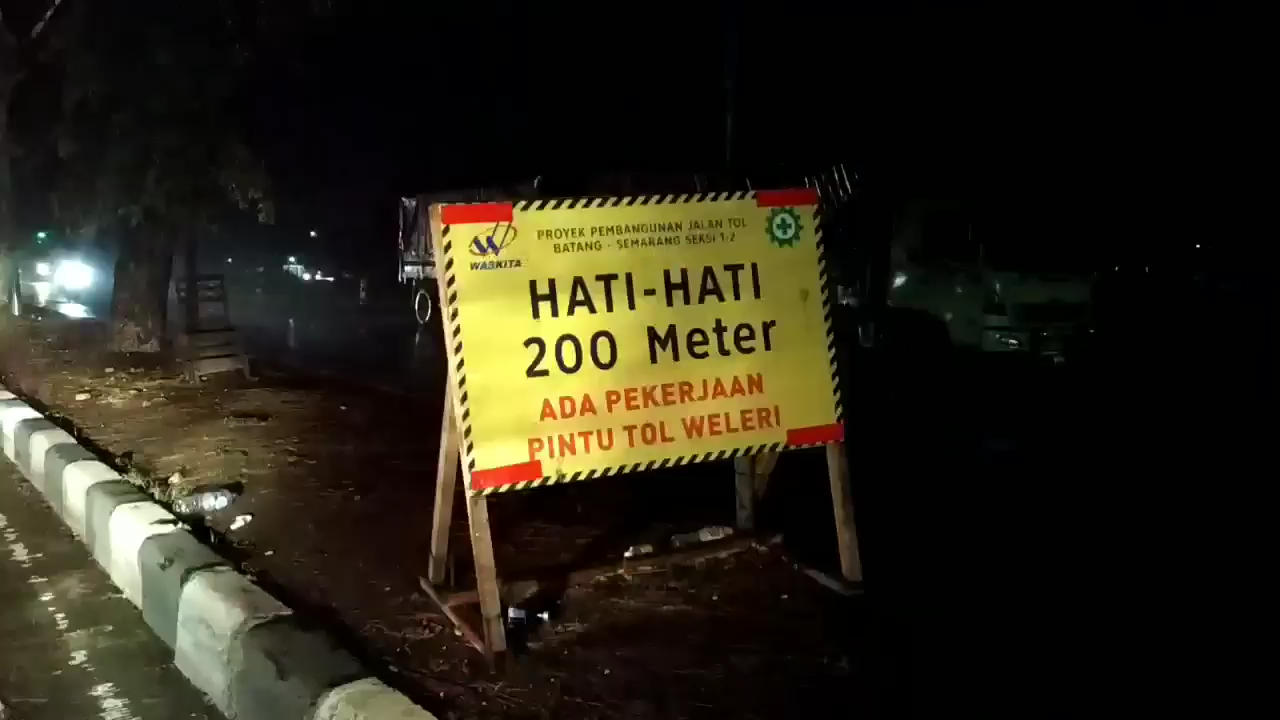 WASKITA
PROYEK PEMBANGUNAN JALAN TOL
BATANG - SEMARANG SEKSI 1-2
HATI-HATI
200 Meter
ADA PEKERJAAN
PINTU TOL WELERI